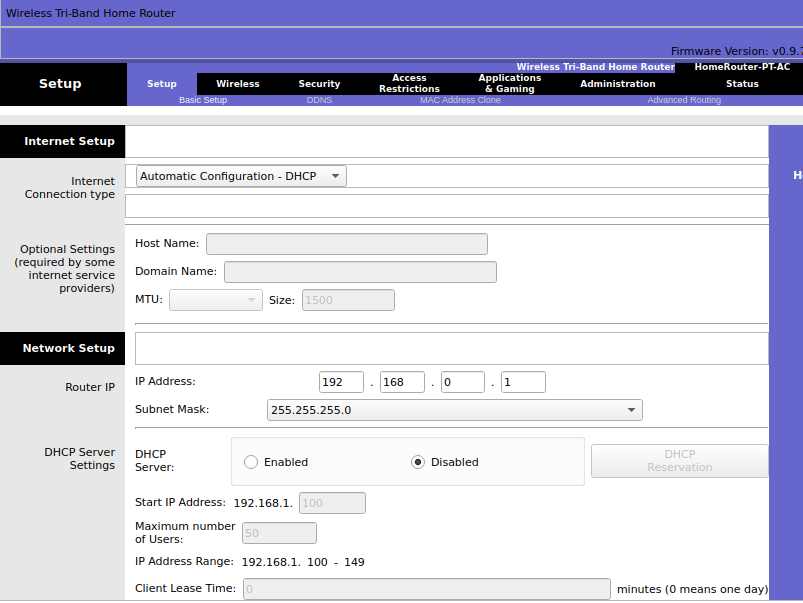 Wireless Tri-Band Home Router
Firmware Version: v0.9.7
Wireless Tri-Band Home Router HomeRouter-PT-AC
Setup
Setup Wireless Security Access Restrictions Applications & Gaming Administration Status
Basic Setup DDNS MAC Address Clone Advanced Routing
Internet Setup
Internet
Connection type
Automatic Configuration - DHCP
Optional Settings
(required by some
internet service
providers)
Host Name:
Domain Name:
MTU: Size: 1500
Network Setup
Router IP
IP Address: 192 . 168 . 0 . 1
Subnet Mask: 255.255.255.0
DHCP Server
Settings
DHCP
Server:
Enabled Disabled
DHCP
Reservation
Start IP Address: 192.168.1. 100
Maximum number
of Users:
50
IP Address Range: 192.168.1. 100 - 149
Client Lease Time: 0 minutes (0 means one day)